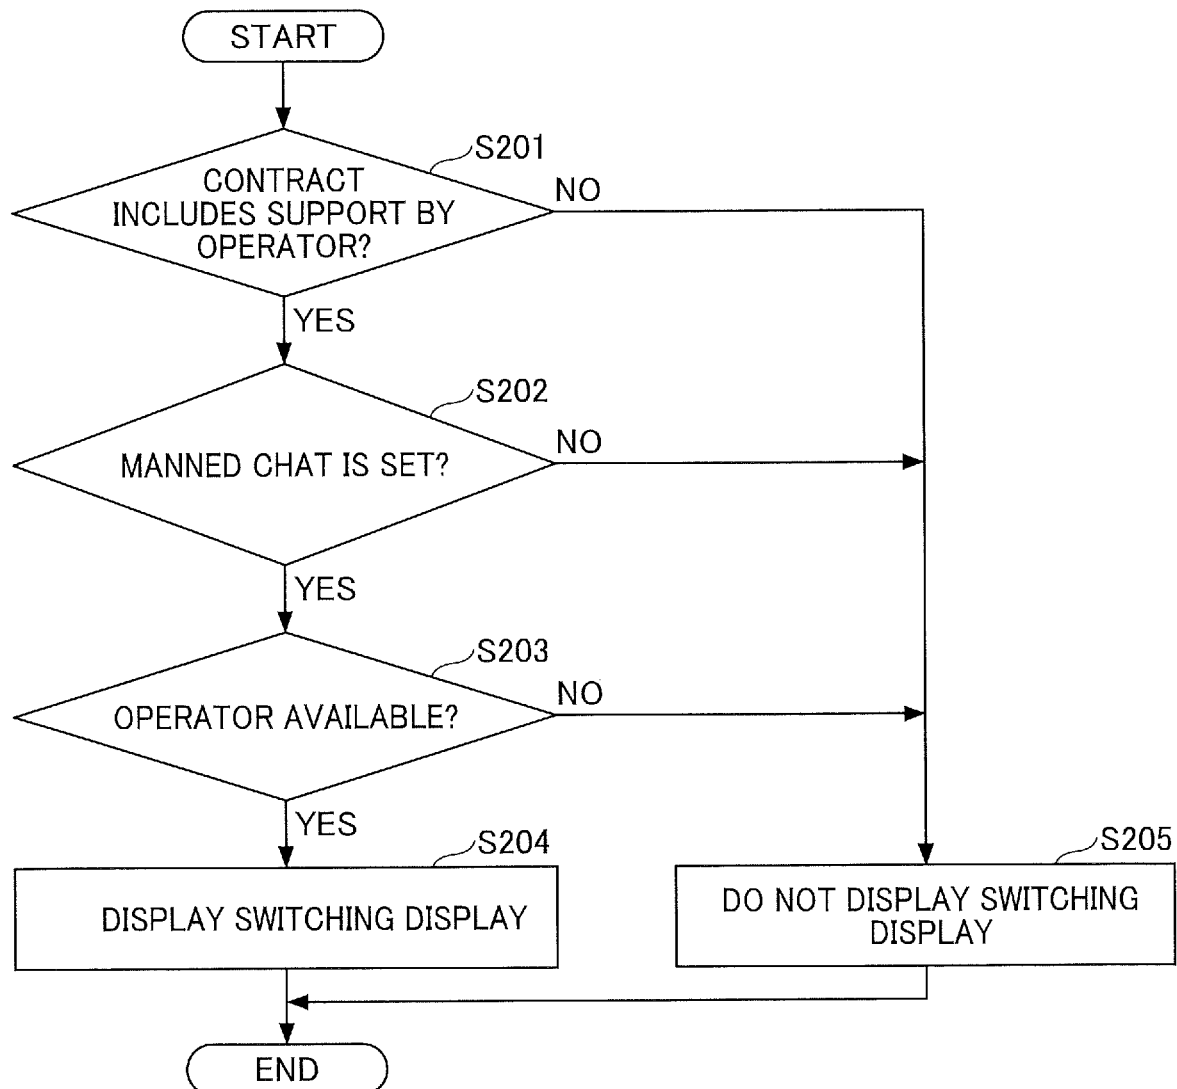 START
S201
CONTRACT
INCLUDES SUPPORT BY
OPERATOR?
NO
YES
S202
MANNED CHAT IS SET?
NO
YES
S203
OPERATOR AVAILABLE?
NO
YES
S204
DISPLAY SWITCHING DISPLAY
S205
DO NOT DISPLAY SWITCHING
DISPLAY
END